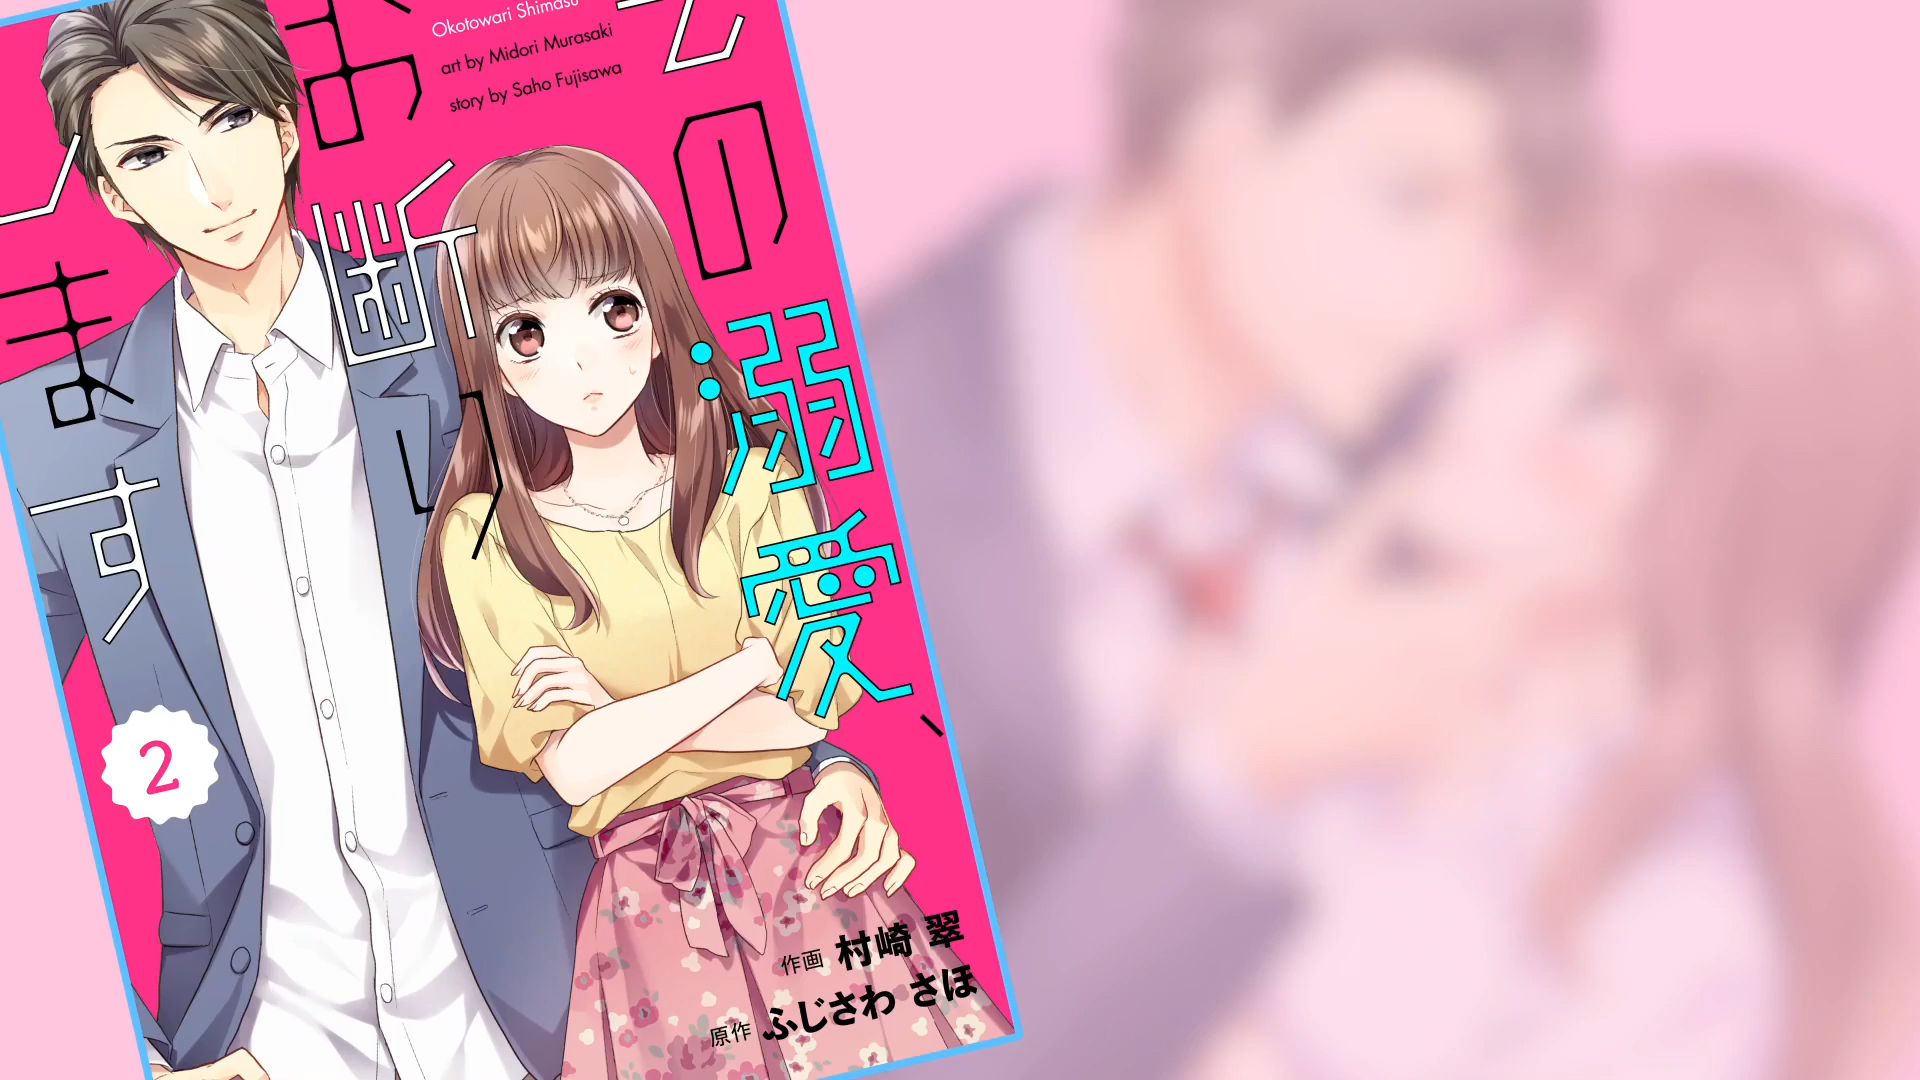 その溺愛、
お断り
します
Okotowari Shimasu
art by Midori Murasaki
story by Saho Fujisawa
2
作画 村崎 翠
原作 ふじさわ さほ